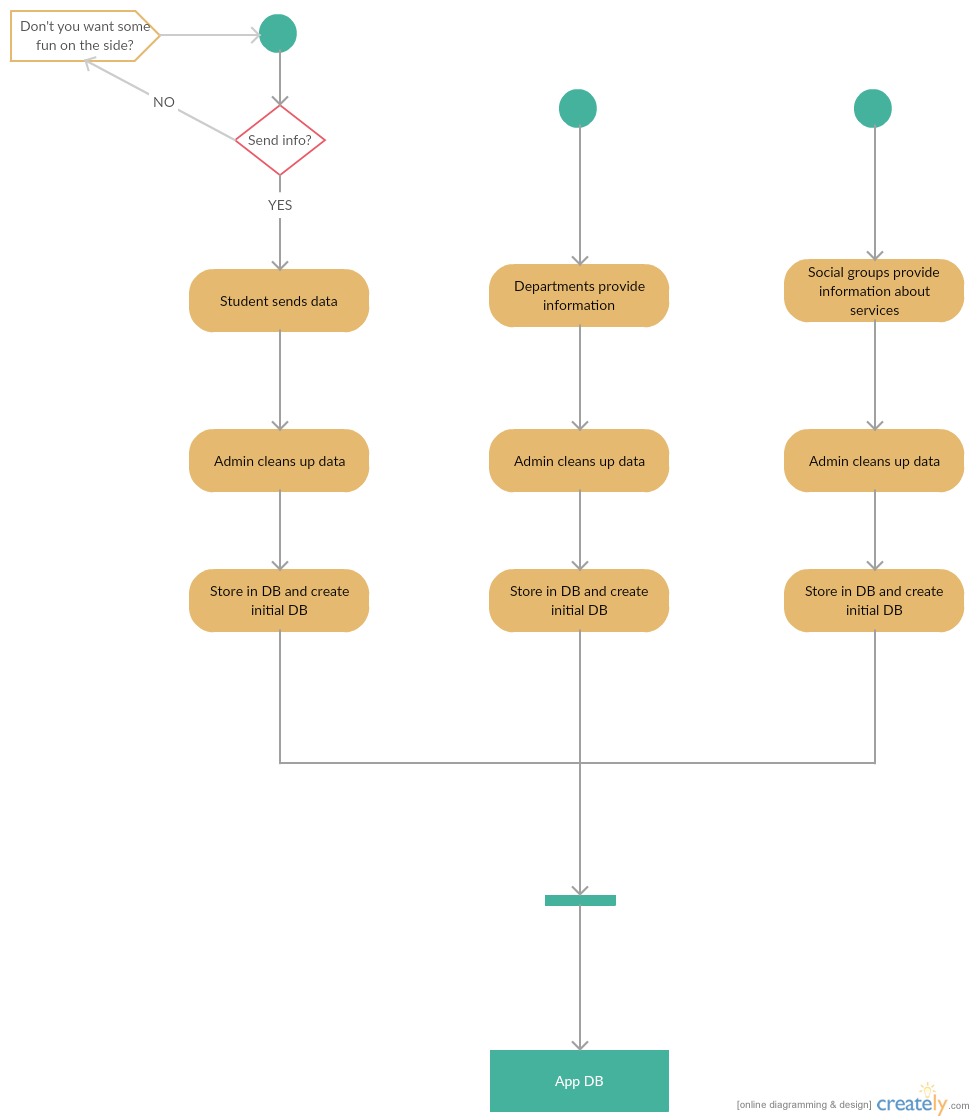 Don't you want some
fun on the side?
NO
Send info?
YES
Student sends data
Departments provide
information
Social groups provide
information about
services
Admin cleans up data
Admin cleans up data
Admin cleans up data
Store in DB and create
initial DB
Store in DB and create
initial DB
Store in DB and create
initial DB
App DB
[online diagramming & design] creately.com